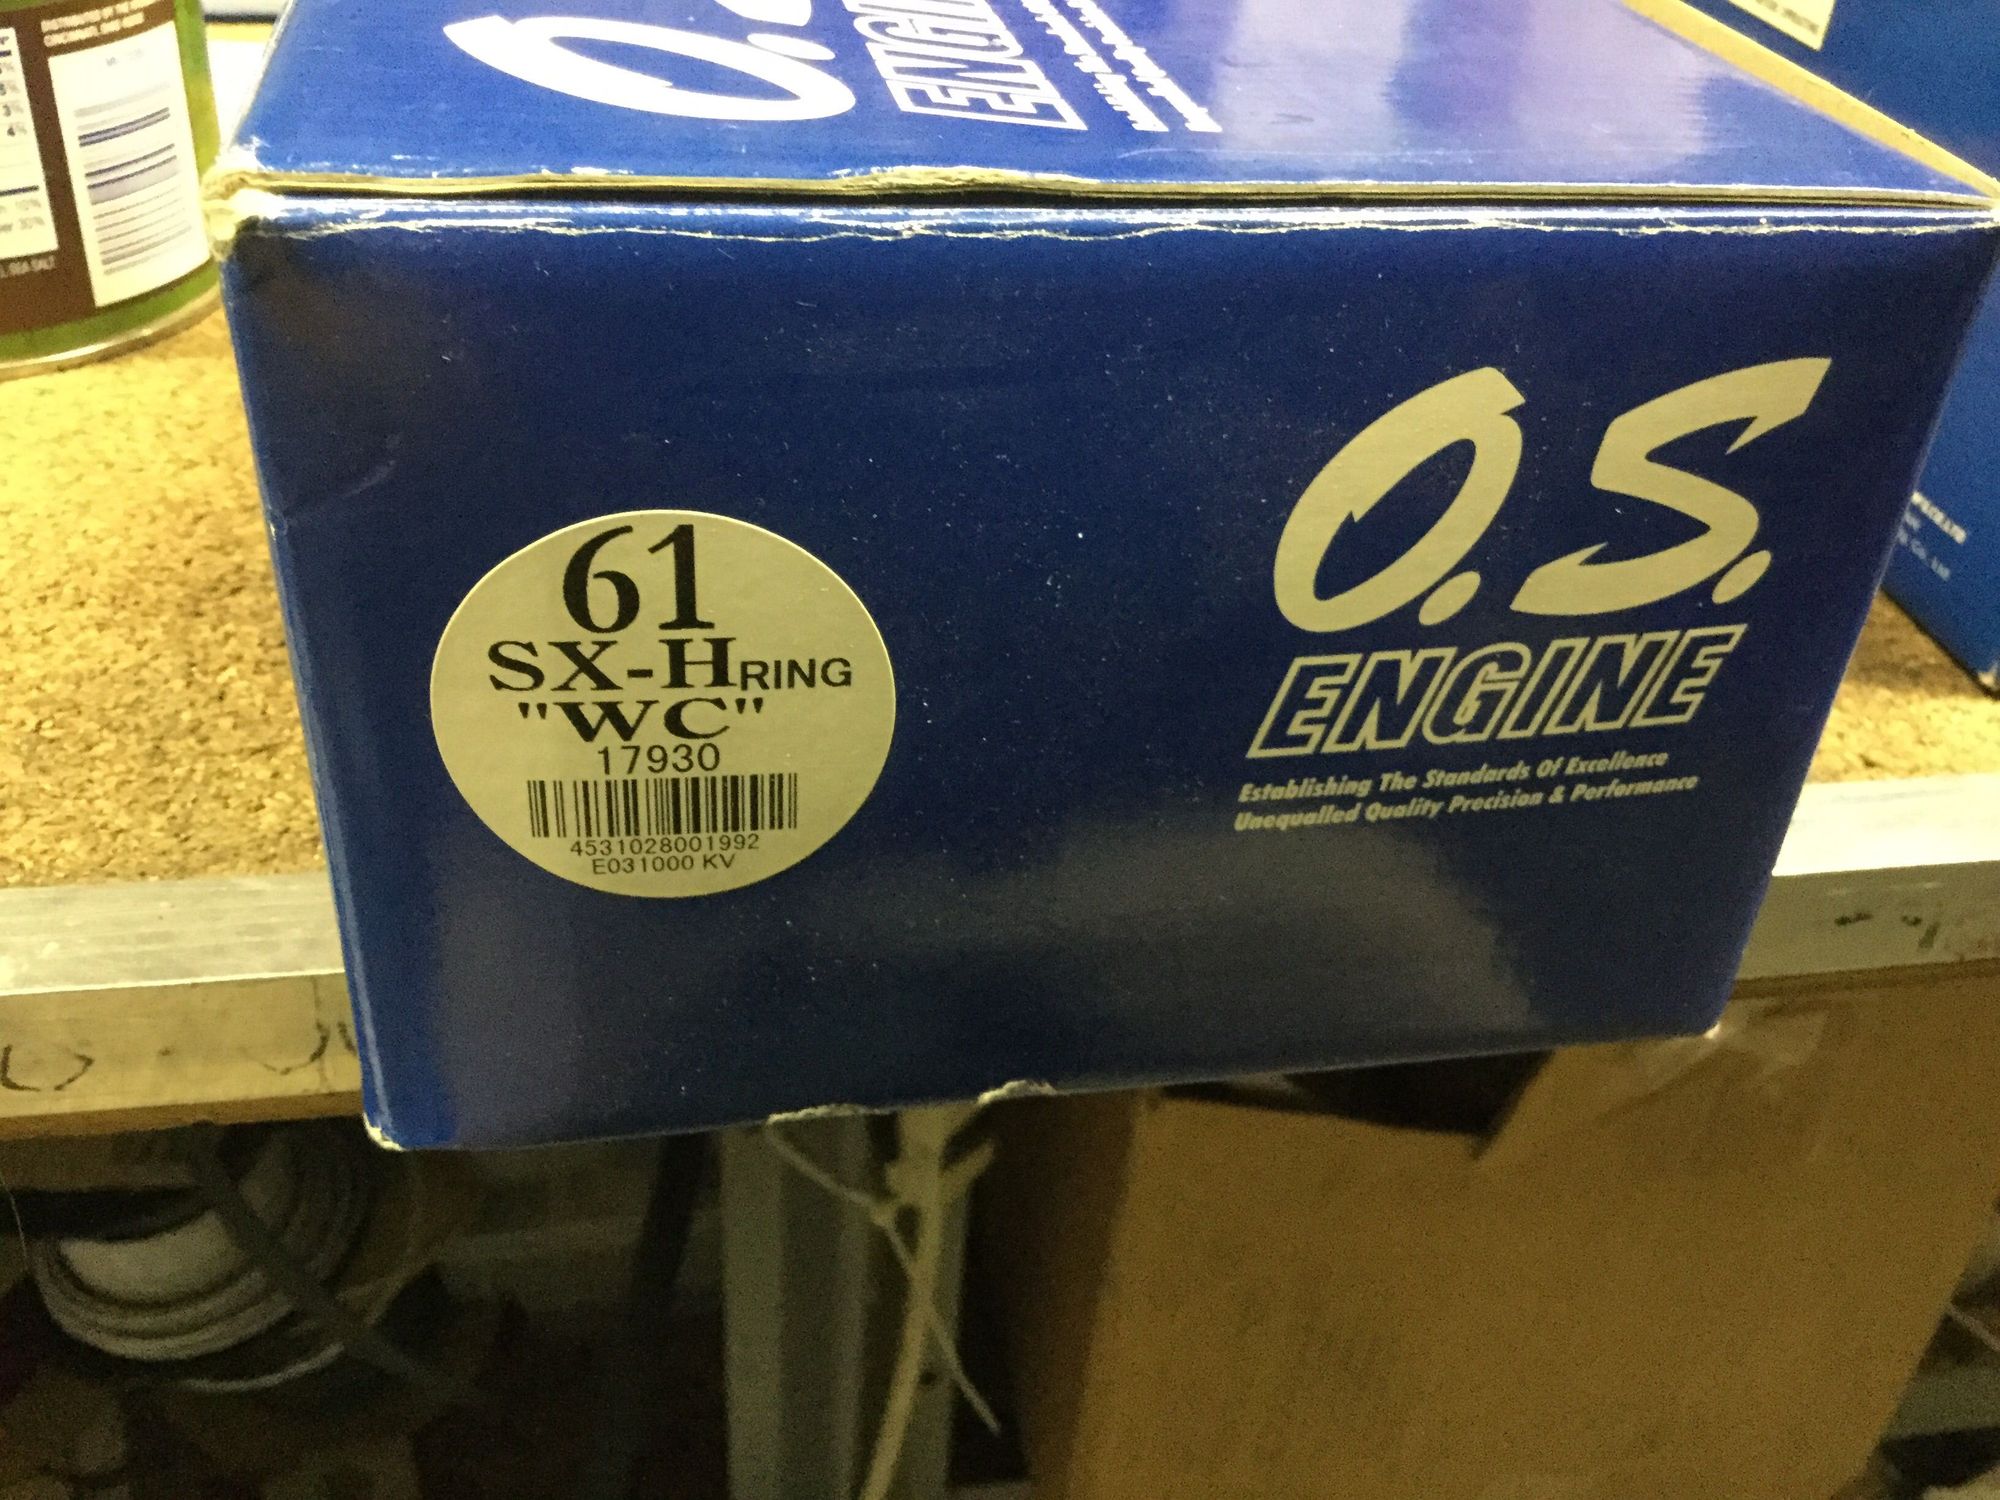 61
SX-HRING
"WC"
17930
4531028001992
E031000 KV
O.S.
ENGINE
Establishing The Standards Of Excellence
Unequalled Quality Precision & Performance